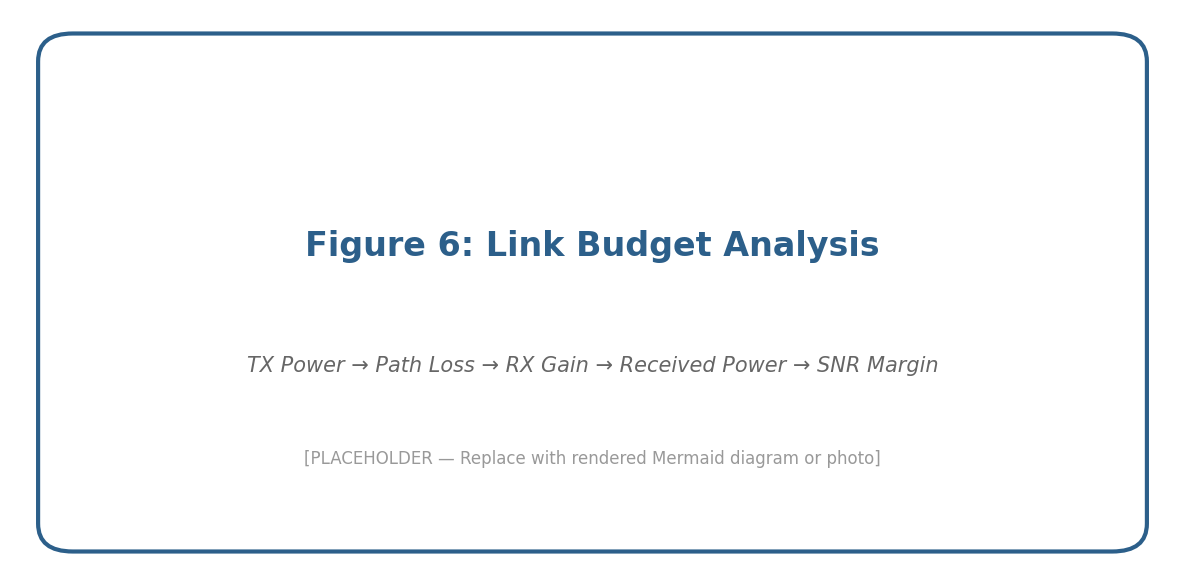 Figure 6: Link Budget Analysis
TX Power → Path Loss → RX Gain → Received Power → SNR Margin
[PLACEHOLDER — Replace with rendered Mermaid diagram or photo]